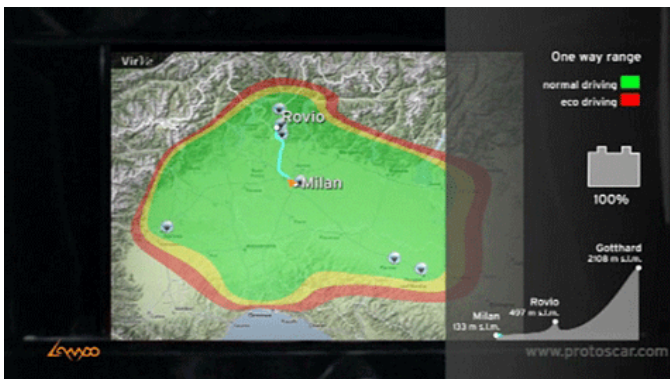 One way range
normal driving
eco driving
100%
Rovio
Milan
Gotthard
2108 m s.l.m.
Rovio
497 m s.l.m.
Milan
133 m s.l.m.
Lampo
www.protoscar.com